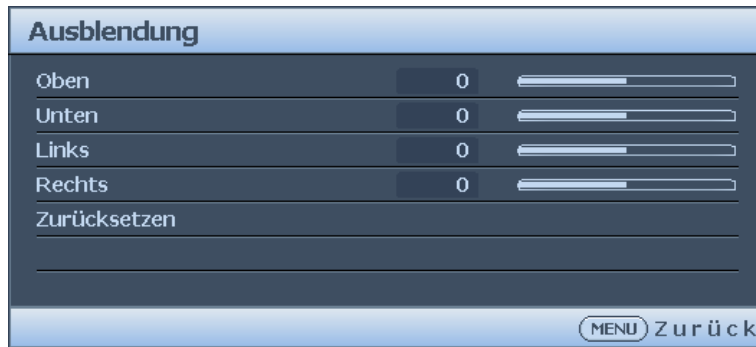 Ausblendung
Oben 0
Unten 0
Links 0
Rechts 0
Zurücksetzen
MENU Zurück